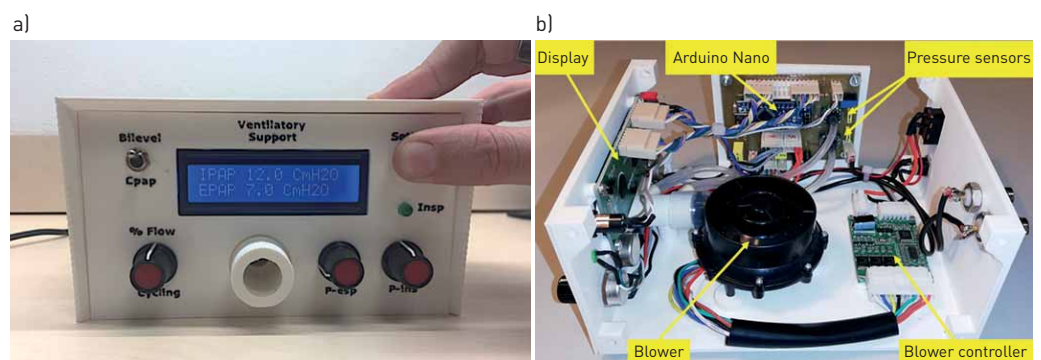 a)
b)
Bilevel
Cpap
Ventilatory
Support
IPAP 12.0 CmH2O
EPAP 7.0 CmH2O
Insp
% Flow
Cycling
P-esp
P-ins
Display
Arduino Nano
Pressure sensors
Blower
Blower controller